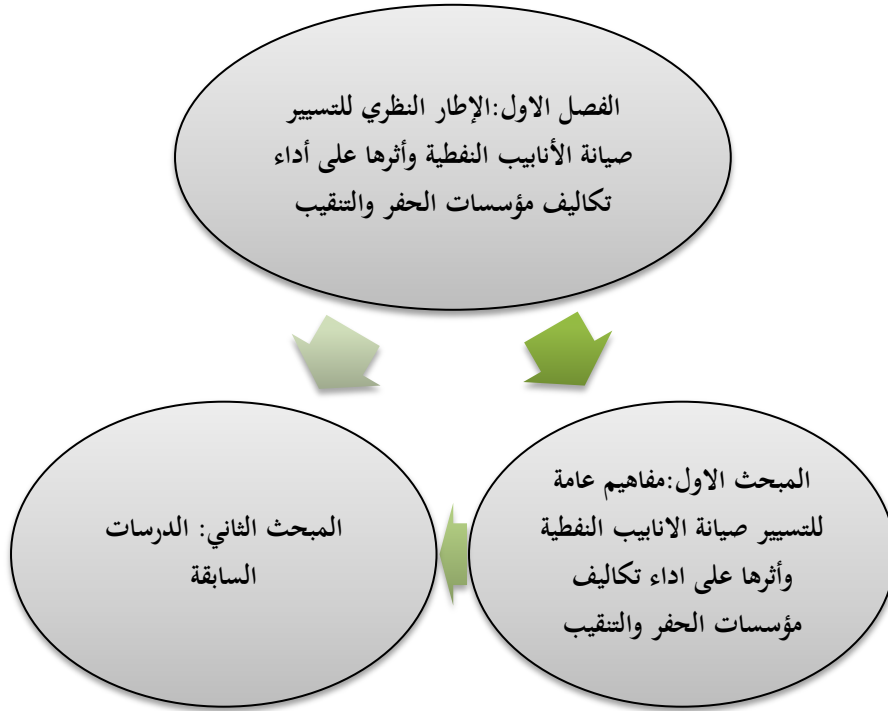 الفصل الاول:الإطار النظري للتسيير
صيانة الأنابيب النفطية وأثرها على أداء
تكاليف مؤسسات الحفر والتنقيب
المبحث الاول:مفاهيم عامة
للتسيير صيانة الانابيب النفطية
وأثرها على اداء تكاليف
مؤسسات الحفر والتنقيب
المبحث الثاني: الدرسات
السابقة